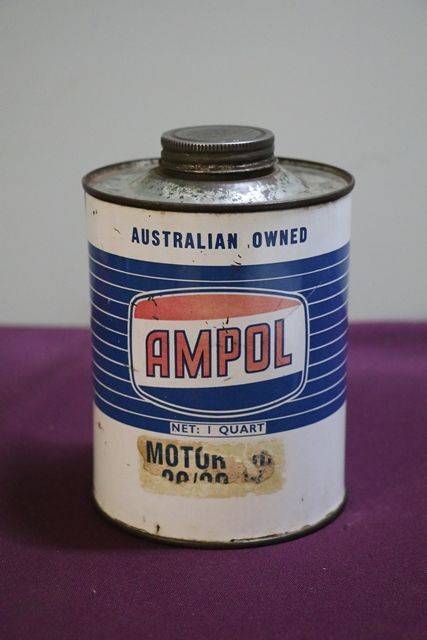 AUSTRALIAN OWNED
AMPOL
NET: 1 QUART
MOTOR